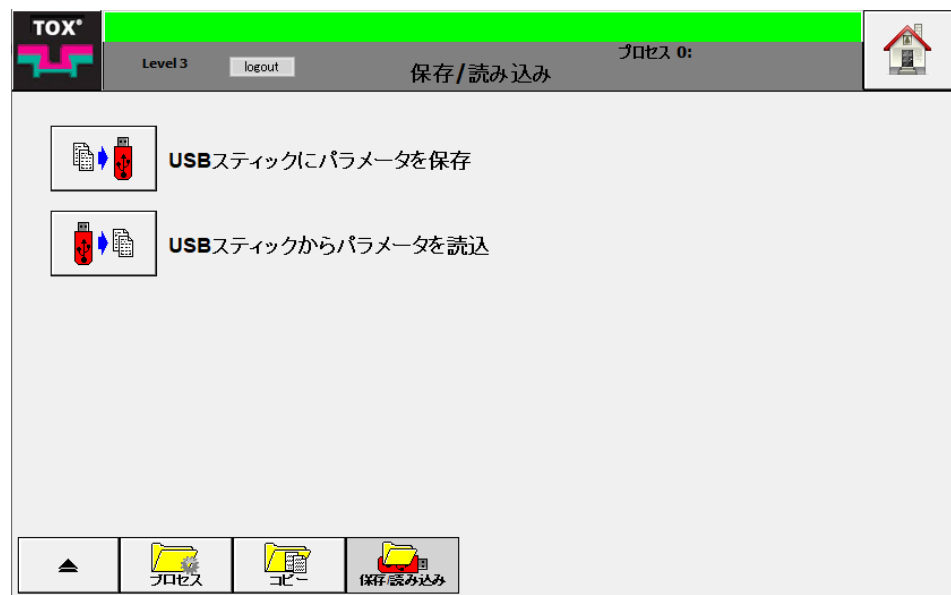 TOX®
Level 3
logout
保存/読み込み
プロセス 0:
USBスティックにパラメータを保存
USBスティックからパラメータを読込
プロセス
コピー
保存/読み込み